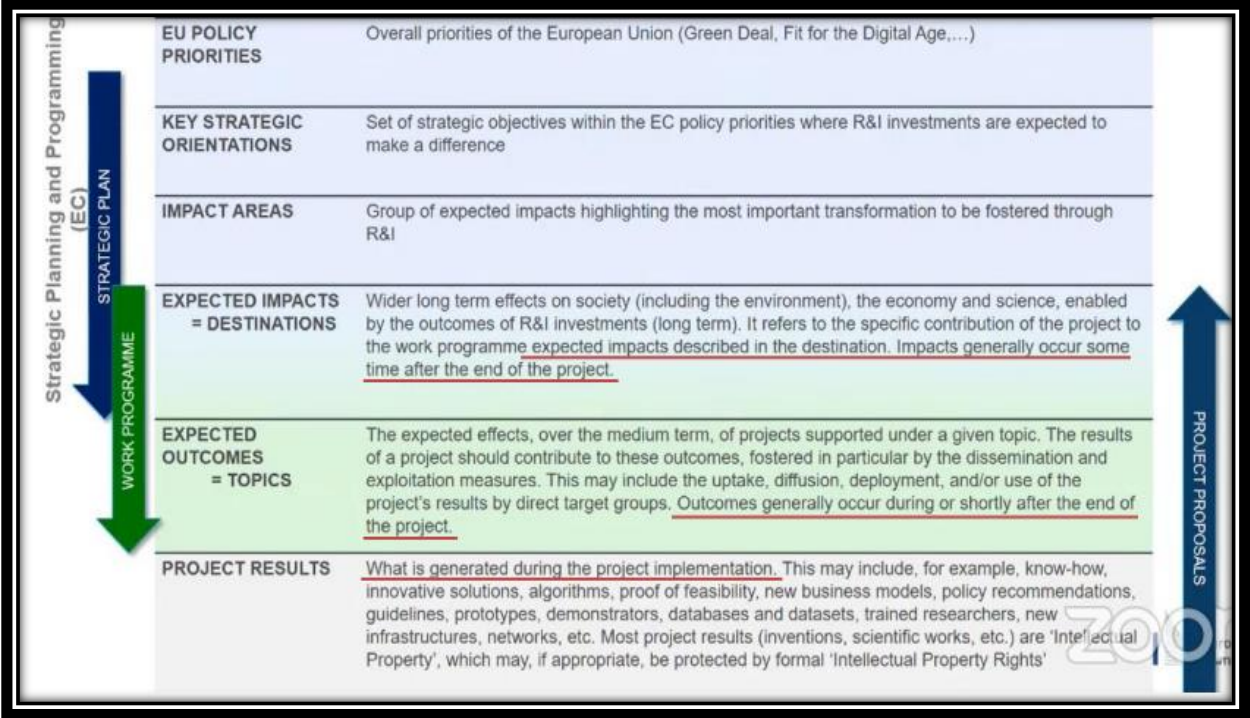 Strategic Planning and Programming
(EC)
STRATEGIC PLAN
WORK PROGRAMME
EU POLICY
PRIORITIES
Overall priorities of the European Union (Green Deal, Fit for the Digital Age,…)
KEY STRATEGIC
ORIENTATIONS
Set of strategic objectives within the EC policy priorities where R&I investments are expected to
make a difference
IMPACT AREAS
Group of expected impacts highlighting the most important transformation to be fostered through
R&I
EXPECTED IMPACTS
= DESTINATIONS
Wider long term effects on society (including the environment), the economy and science, enabled
by the outcomes of R&I investments (long term). It refers to the specific contribution of the project to
the work programme expected impacts described in the destination. Impacts generally occur some
time after the end of the project.
EXPECTED
OUTCOMES
= TOPICS
The expected effects, over the medium term, of projects supported under a given topic. The results
of a project should contribute to these outcomes, fostered in particular by the dissemination and
exploitation measures. This may include the uptake, diffusion, deployment, and/or use of the
project's results by direct target groups. Outcomes generally occur during or shortly after the end of
the project.
PROJECT RESULTS
What is generated during the project implementation. This may include, for example, know-how,
innovative solutions, algorithms, proof of feasibility, new business models, policy recommendations,
guidelines, prototypes, demonstrators, databases and datasets, trained researchers, new
infrastructures, networks, etc. Most project results (inventions, scientific works, etc.) are 'Intellectual
Property', which may, if appropriate, be protected by formal 'Intellectual Property Rights'
PROJECT PROPOSALS
zoom